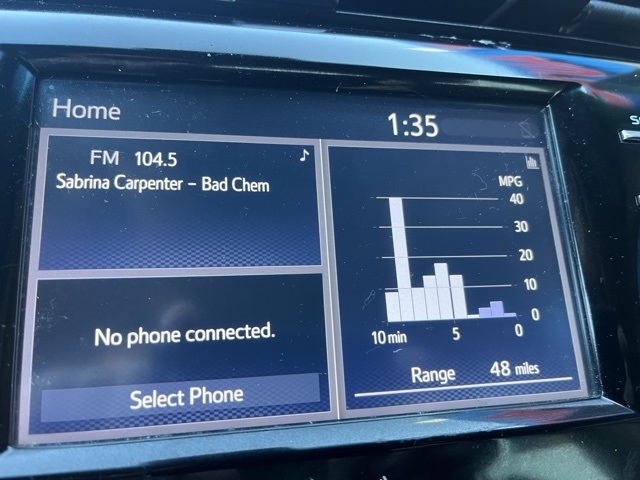 Home
1:35
FM 104.5
Sabrina Carpenter – Bad Chem
No phone connected.
Select Phone
MPG
40
30
20
10
0
10 min 5 0
Range 48 miles